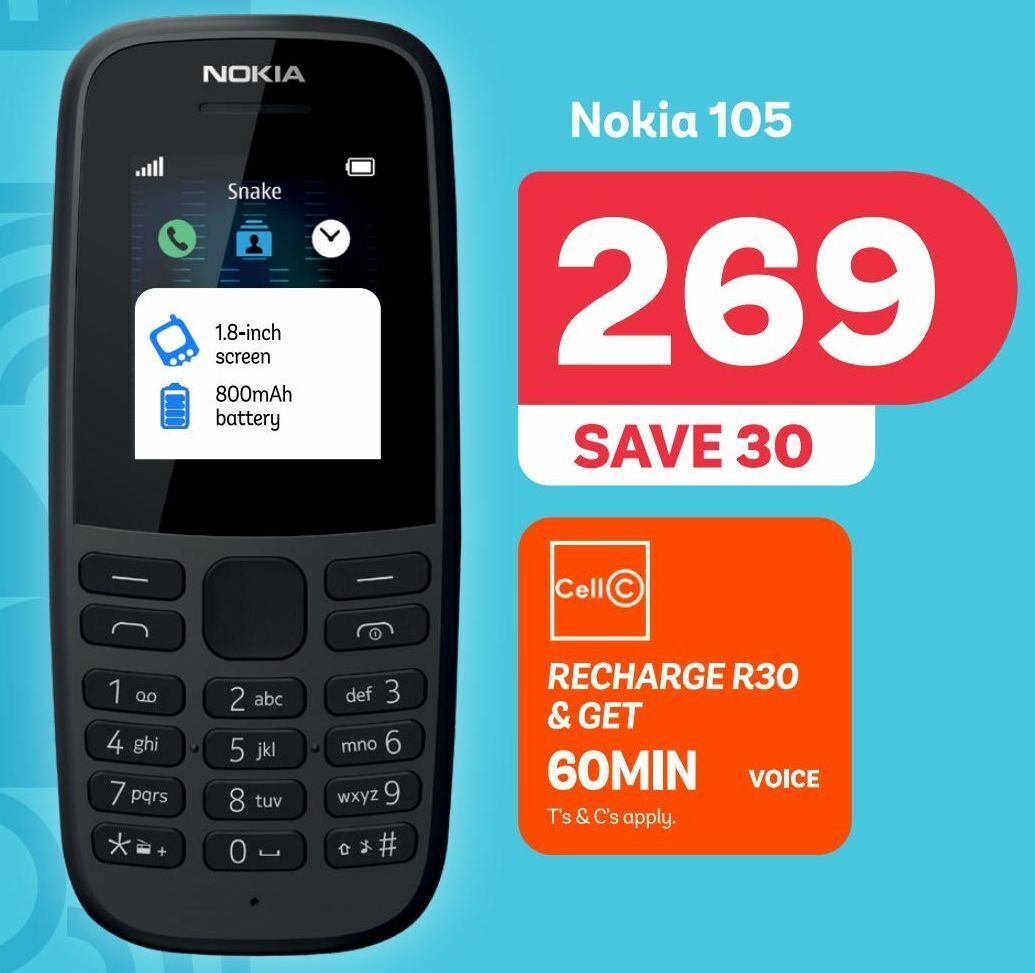 NOKIA
Snake
1.8-inch
screen
800mAh
battery
1
2 abc
def 3
4 ghi
5 jkl
mno 6
7 pqrs
8 tuv
wxyz 9
* +
0
#
Nokia 105
269
SAVE 30
Cell C
RECHARGE R30
& GET
60MIN VOICE
T's & C's apply.